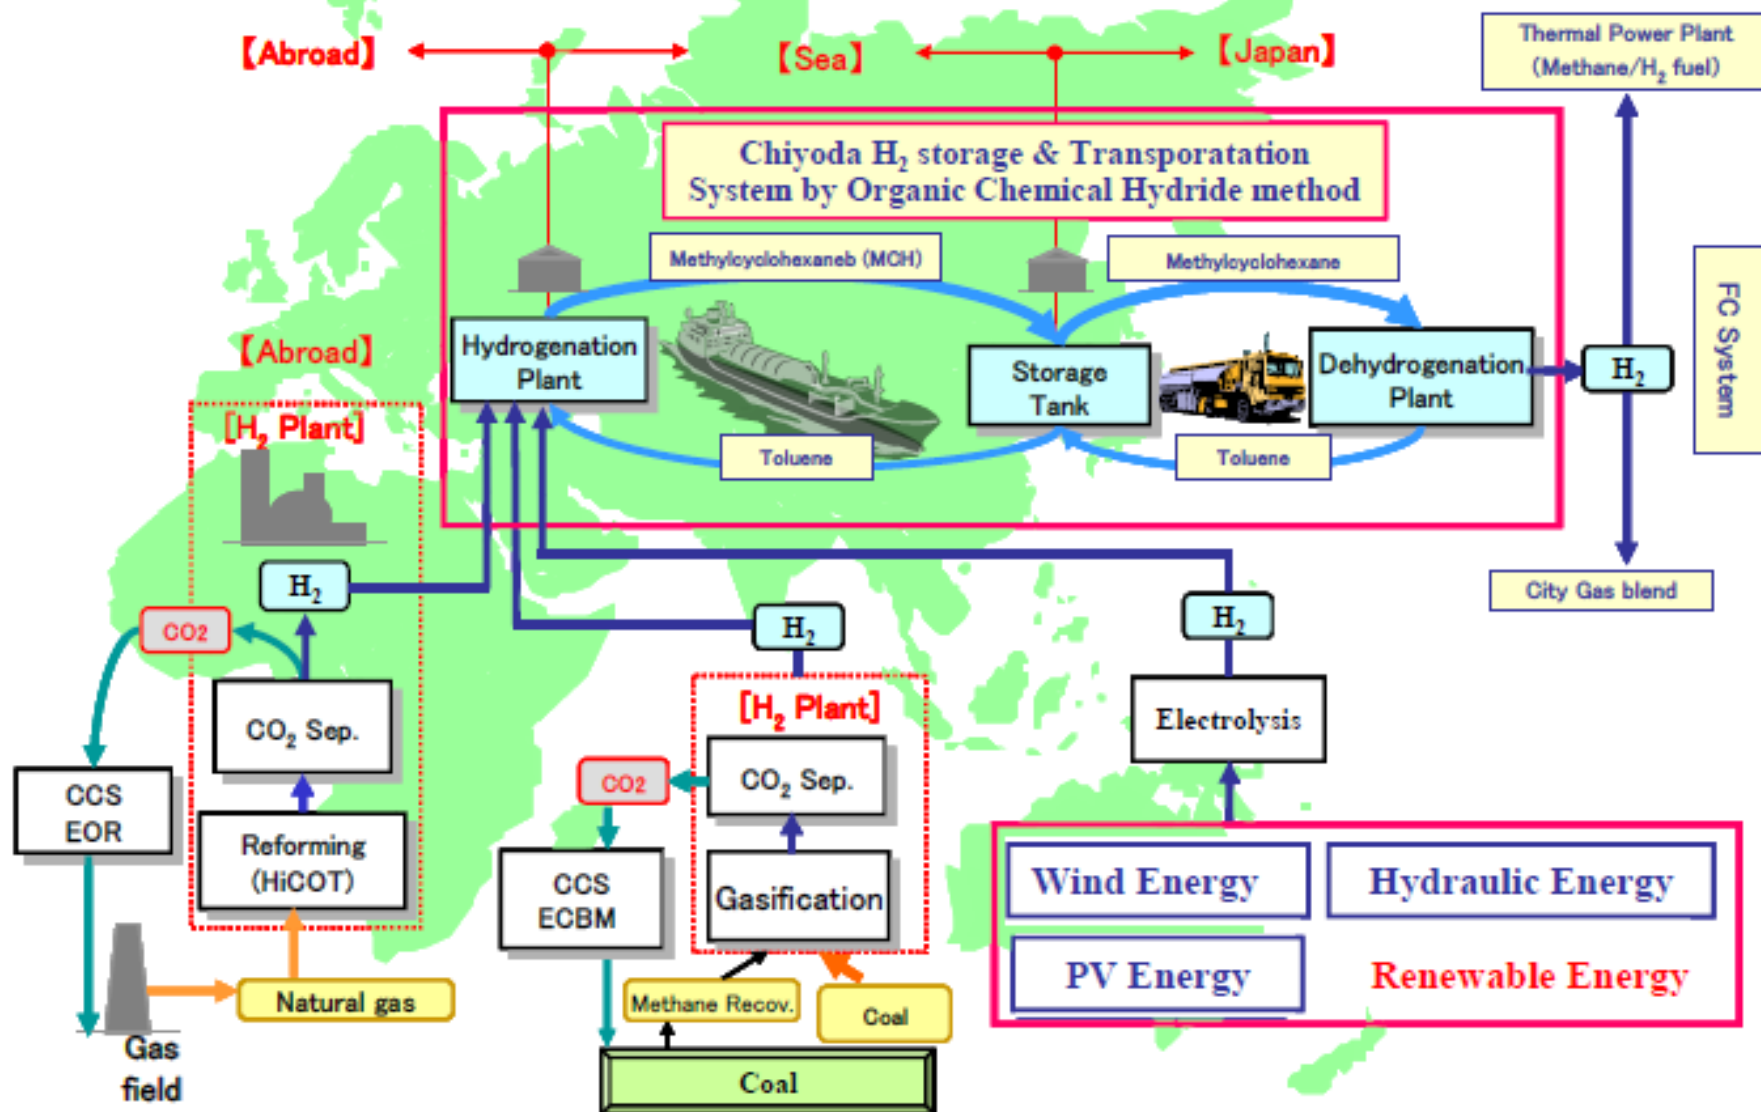 【Abroad】
【Sea】
【Japan】
Thermal Power Plant
(Methane/H₂ fuel)
Chiyoda H₂ storage & Transporatation
System by Organic Chemical Hydride method
Methylcyclohexaneb (MCH)
Methylcyclohexane
FC System
【Abroad】
Hydrogenation
Plant
Storage
Tank
Dehydrogenation
Plant
H₂
[H₂ Plant]
Toluene
Toluene
H₂
City Gas blend
CO2
H₂
H₂
CO₂ Sep.
[H₂ Plant]
Electrolysis
CCS
EOR
CO2
CO₂ Sep.
Reforming
(HiCOT)
CCS
ECBM
Gasification
Wind Energy
Hydraulic Energy
PV Energy
Renewable Energy
Natural gas
Methane Recov.
Coal
Gas
field
Coal